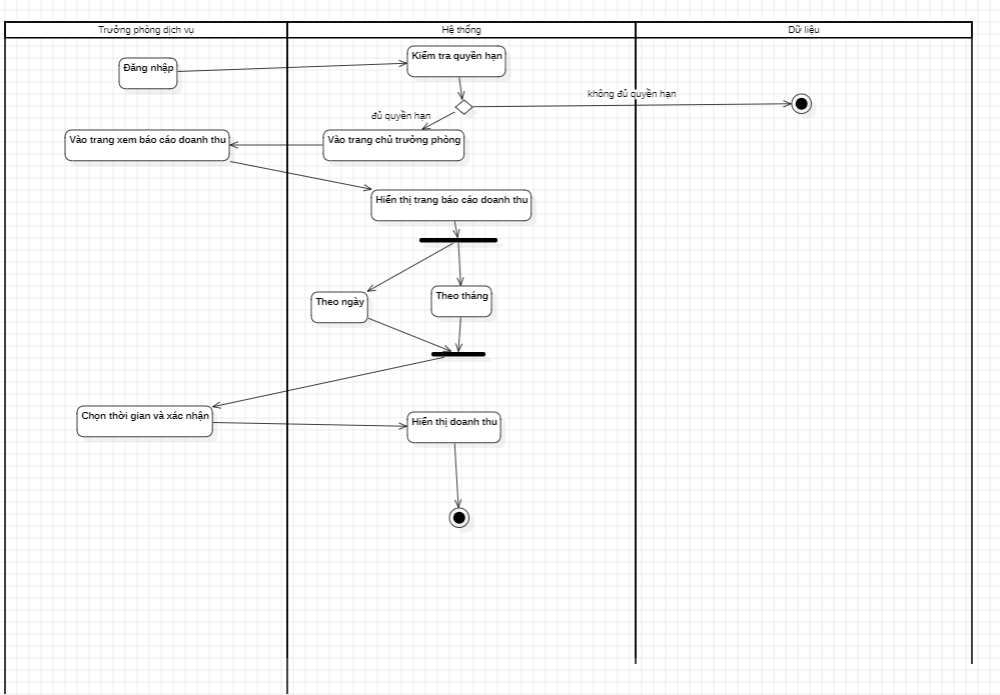 Trưởng phòng dịch vụ
Hệ thống
Dữ liệu
Đăng nhập
Kiểm tra quyền hạn
không đủ quyền hạn
đủ quyền hạn
Vào trang xem báo cáo doanh thu
Vào trang chủ trưởng phòng
Hiển thị trang báo cáo doanh thu
Theo ngày
Theo tháng
Chọn thời gian và xác nhận
Hiển thị doanh thu